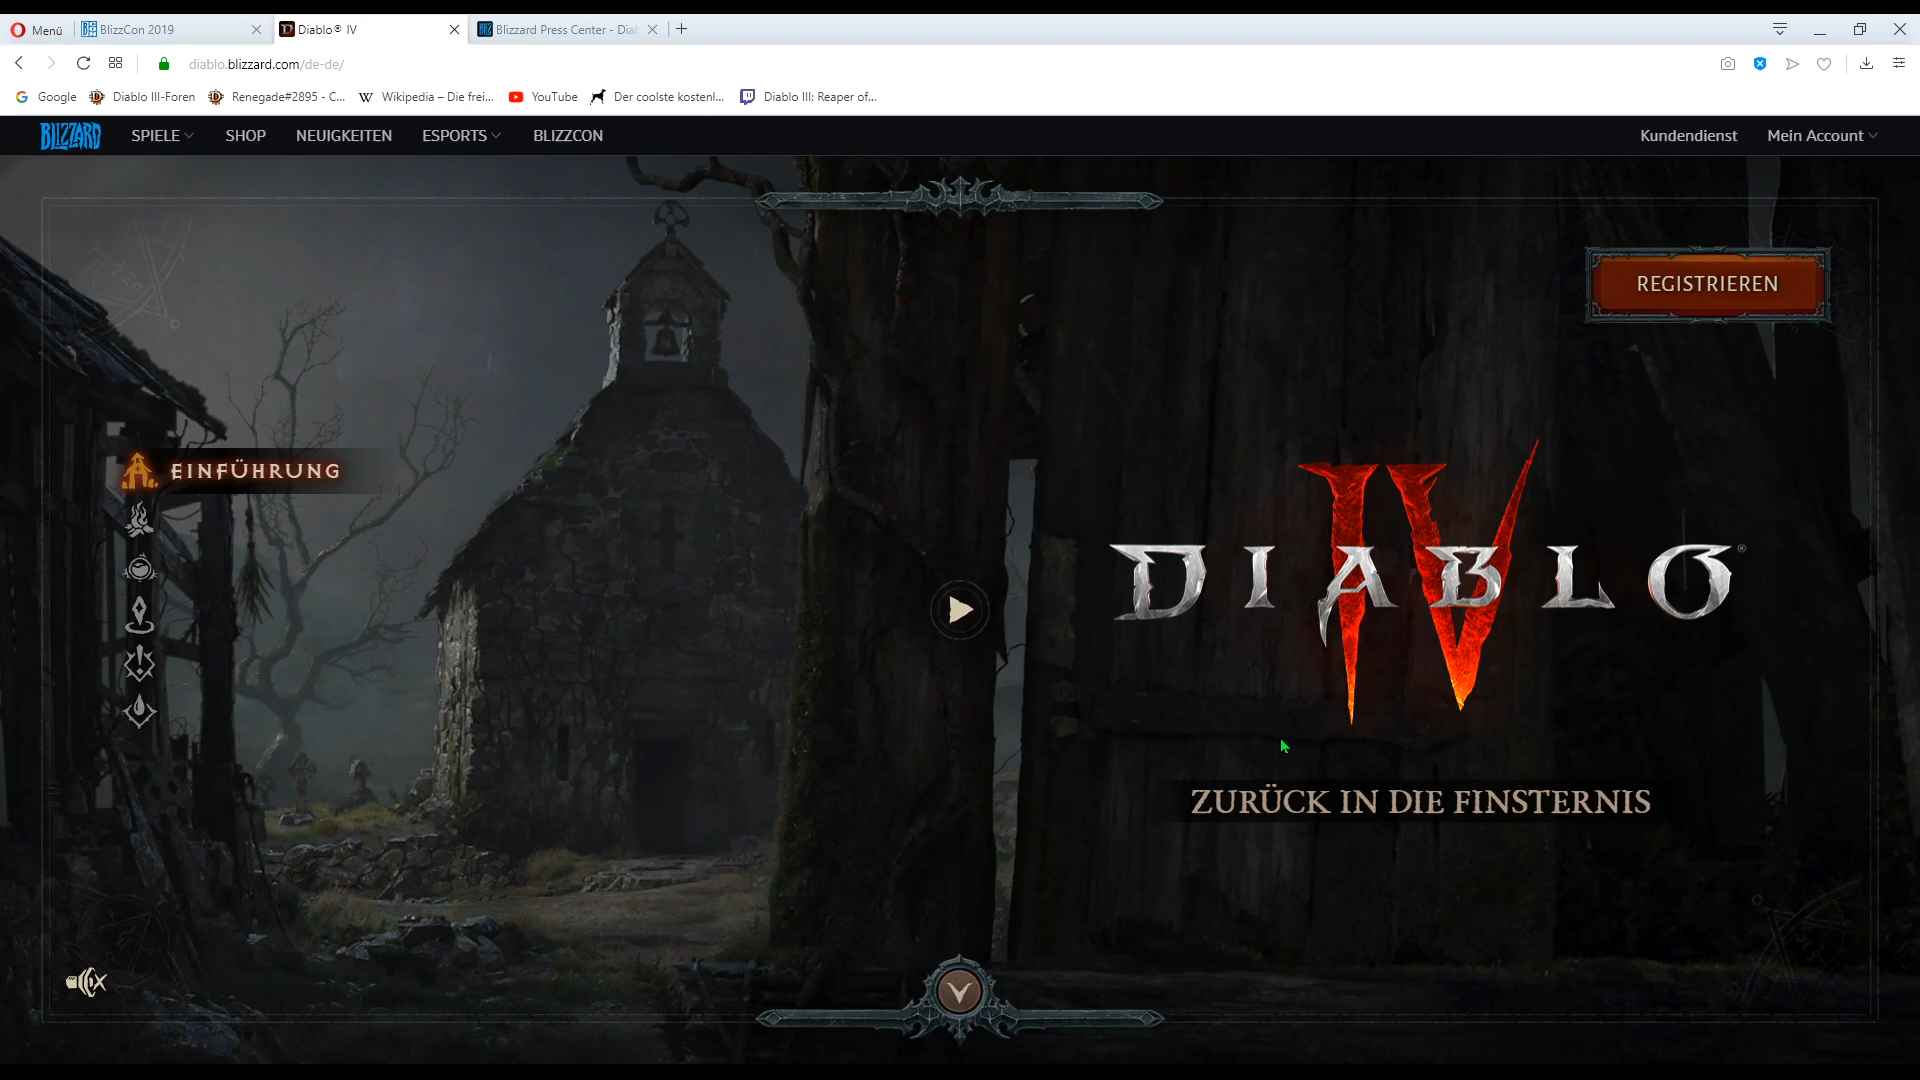 Menü
BlizzCon 2019
Diablo® IV
Blizzard Press Center - Diab
diablo.blizzard.com/de-de/
Google
Diablo III-Foren
Renegade#2895 - C...
Wikipedia – Die frei...
YouTube
Der coolste kostenl...
Diablo III: Reaper of...
BLIZZARD
SPIELE
SHOP
NEUIGKEITEN
ESPORTS
BLIZZCON
Kundendienst
Mein Account
REGISTRIEREN
EINFÜHRUNG
IV
DIABLO®
ZURÜCK IN DIE FINSTERNIS